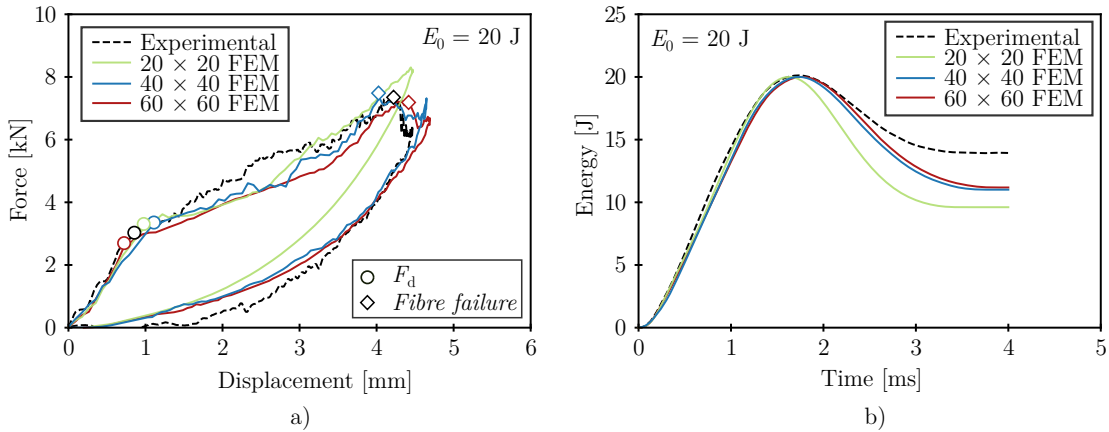 E₀ = 20 J
Experimental
20 × 20 FEM
40 × 40 FEM
60 × 60 FEM
F_d
Fibre failure
Force [kN]
10
8
6
4
2
0
0 1 2 3 4 5 6
Displacement [mm]
a)
E₀ = 20 J
Experimental
20 × 20 FEM
40 × 40 FEM
60 × 60 FEM
Energy [J]
25
20
15
10
5
0
0 1 2 3 4 5
Time [ms]
b)